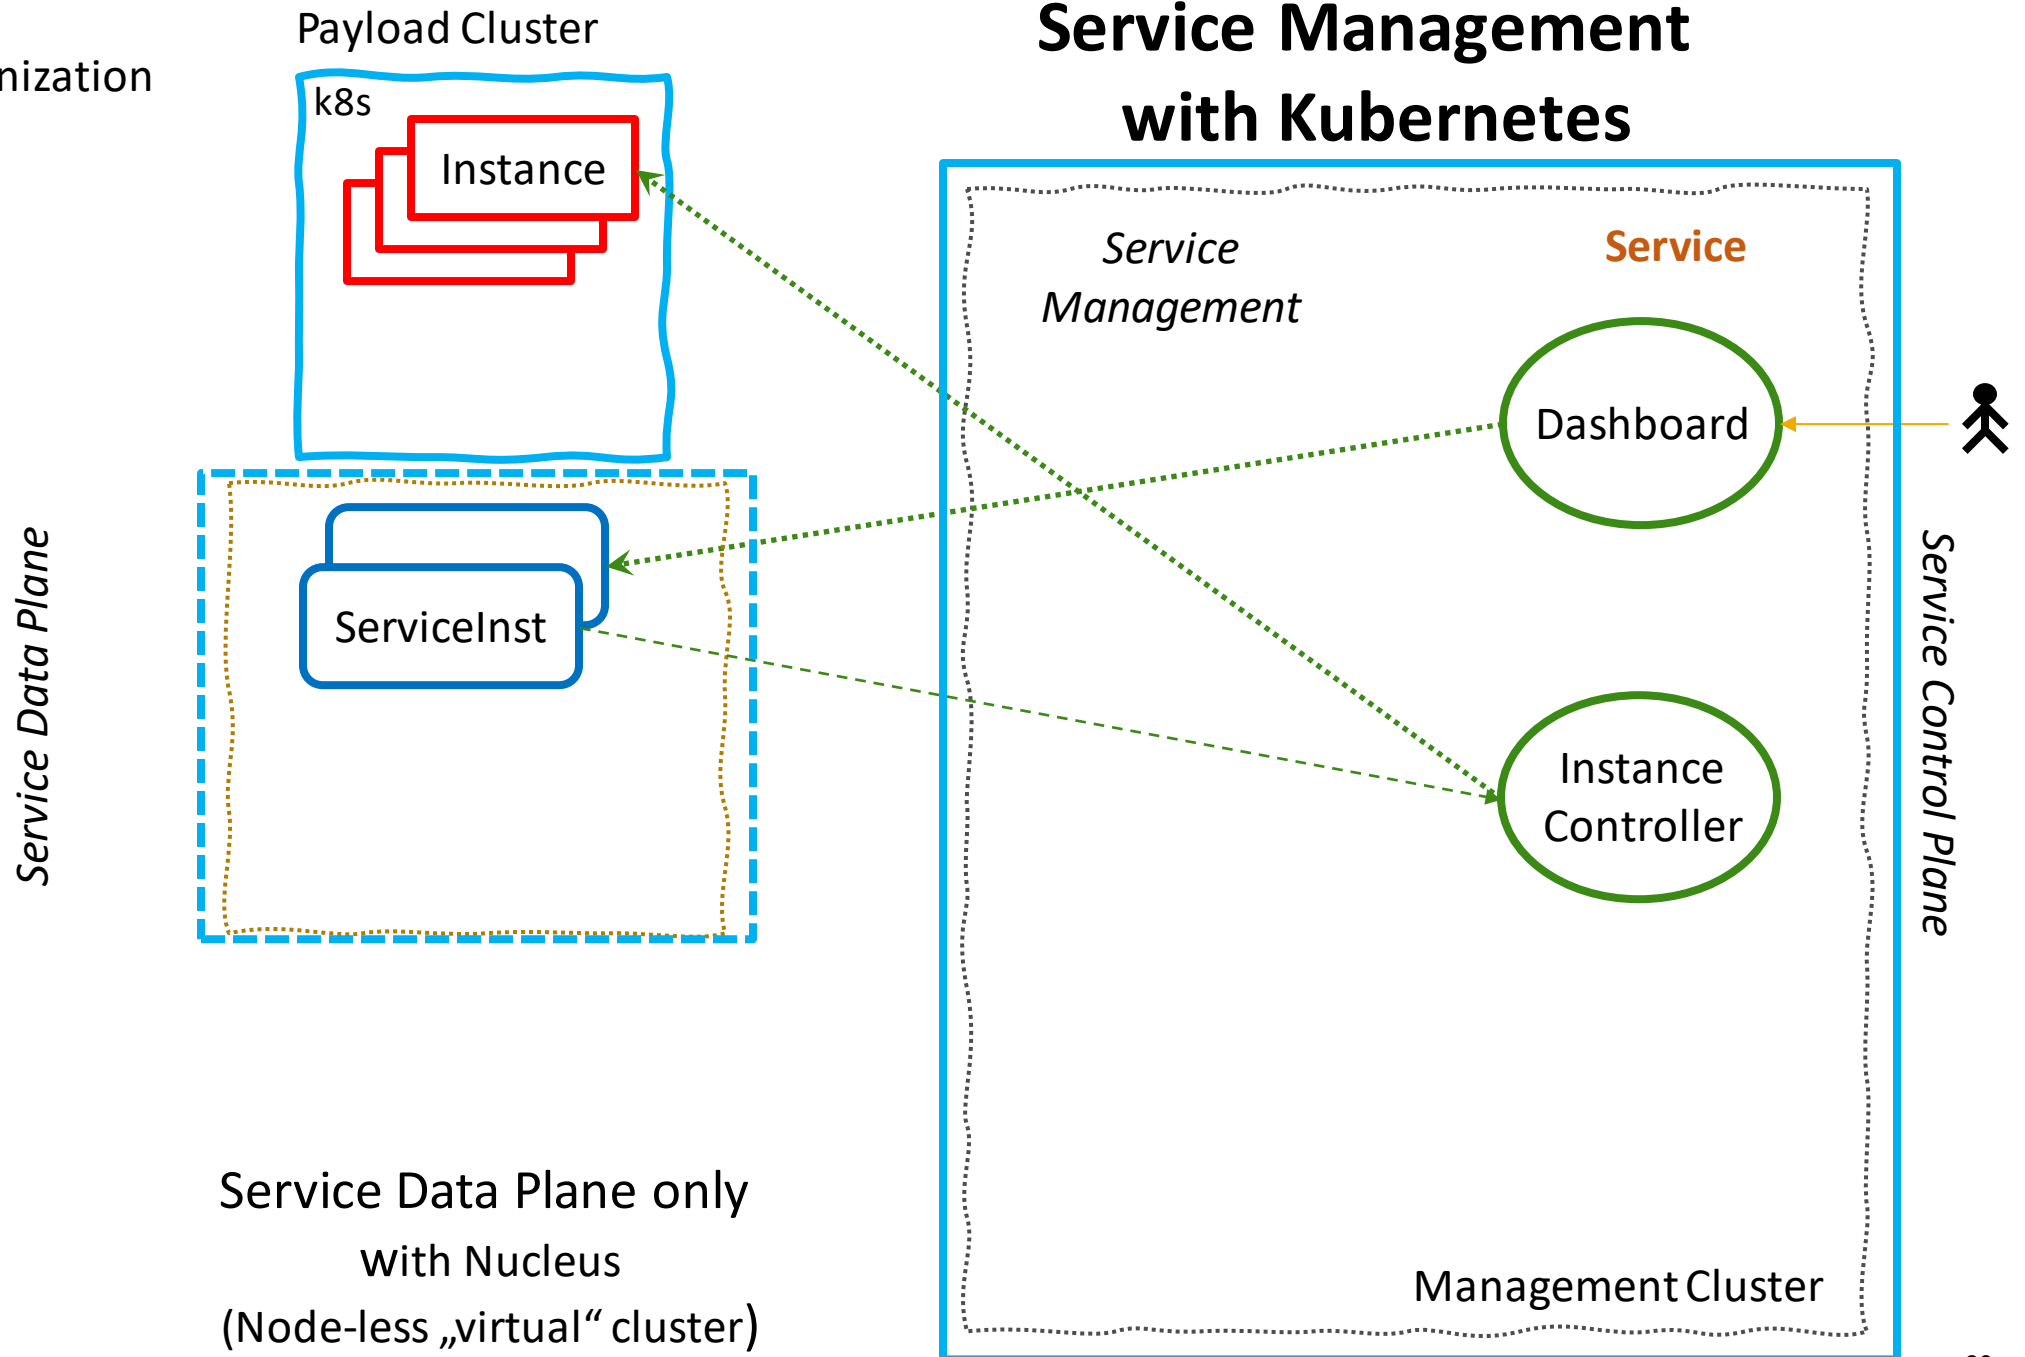 Payload Cluster
Service Management
with Kubernetes
nization
k8s
Instance
Service
Management
Service
Dashboard
Service Data Plane
ServiceInst
Service Control Plane
Instance
Controller
Service Data Plane only
with Nucleus
(Node-less „virtual“ cluster)
Management Cluster